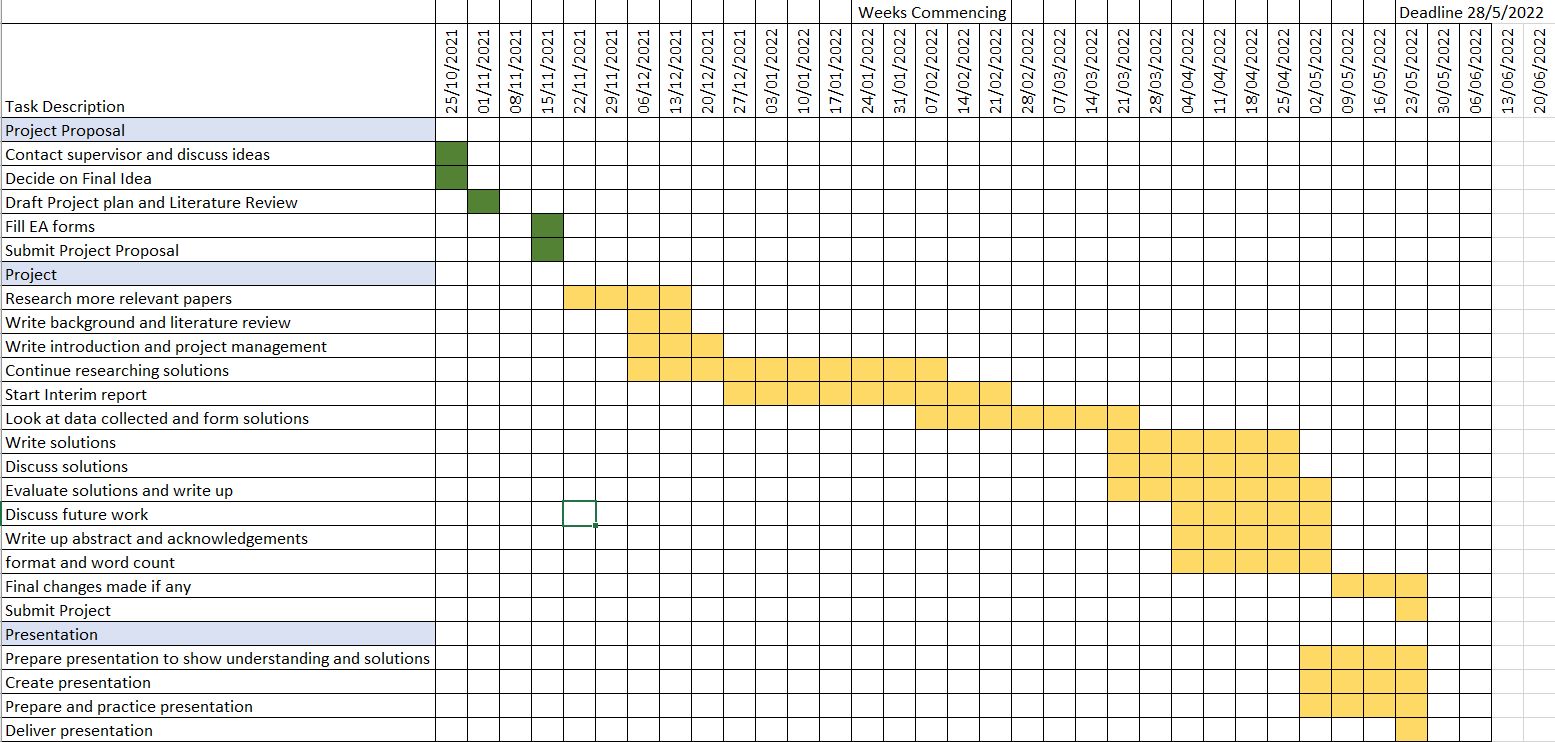 Weeks Commencing Deadline 28/5/2022
Task Description 25/10/2021 01/11/2021 08/11/2021 15/11/2021 22/11/2021 29/11/2021 06/12/2021 13/12/2021 20/12/2021 27/12/2021 03/01/2022 10/01/2022 17/01/2022 24/01/2022 31/01/2022 07/02/2022 14/02/2022 21/02/2022 28/02/2022 07/03/2022 14/03/2022 21/03/2022 28/03/2022 04/04/2022 11/04/2022 18/04/2022 25/04/2022 02/05/2022 09/05/2022 16/05/2022 23/05/2022 30/05/2022 06/06/2022 13/06/2022 20/06/2022
Project Proposal
Contact supervisor and discuss ideas
Decide on Final Idea
Draft Project plan and Literature Review
Fill EA forms
Submit Project Proposal
Project
Research more relevant papers
Write background and literature review
Write introduction and project management
Continue researching solutions
Start Interim report
Look at data collected and form solutions
Write solutions
Discuss solutions
Evaluate solutions and write up
Discuss future work
Write up abstract and acknowledgements
format and word count
Final changes made if any
Submit Project
Presentation
Prepare presentation to show understanding and solutions
Create presentation
Prepare and practice presentation
Deliver presentation